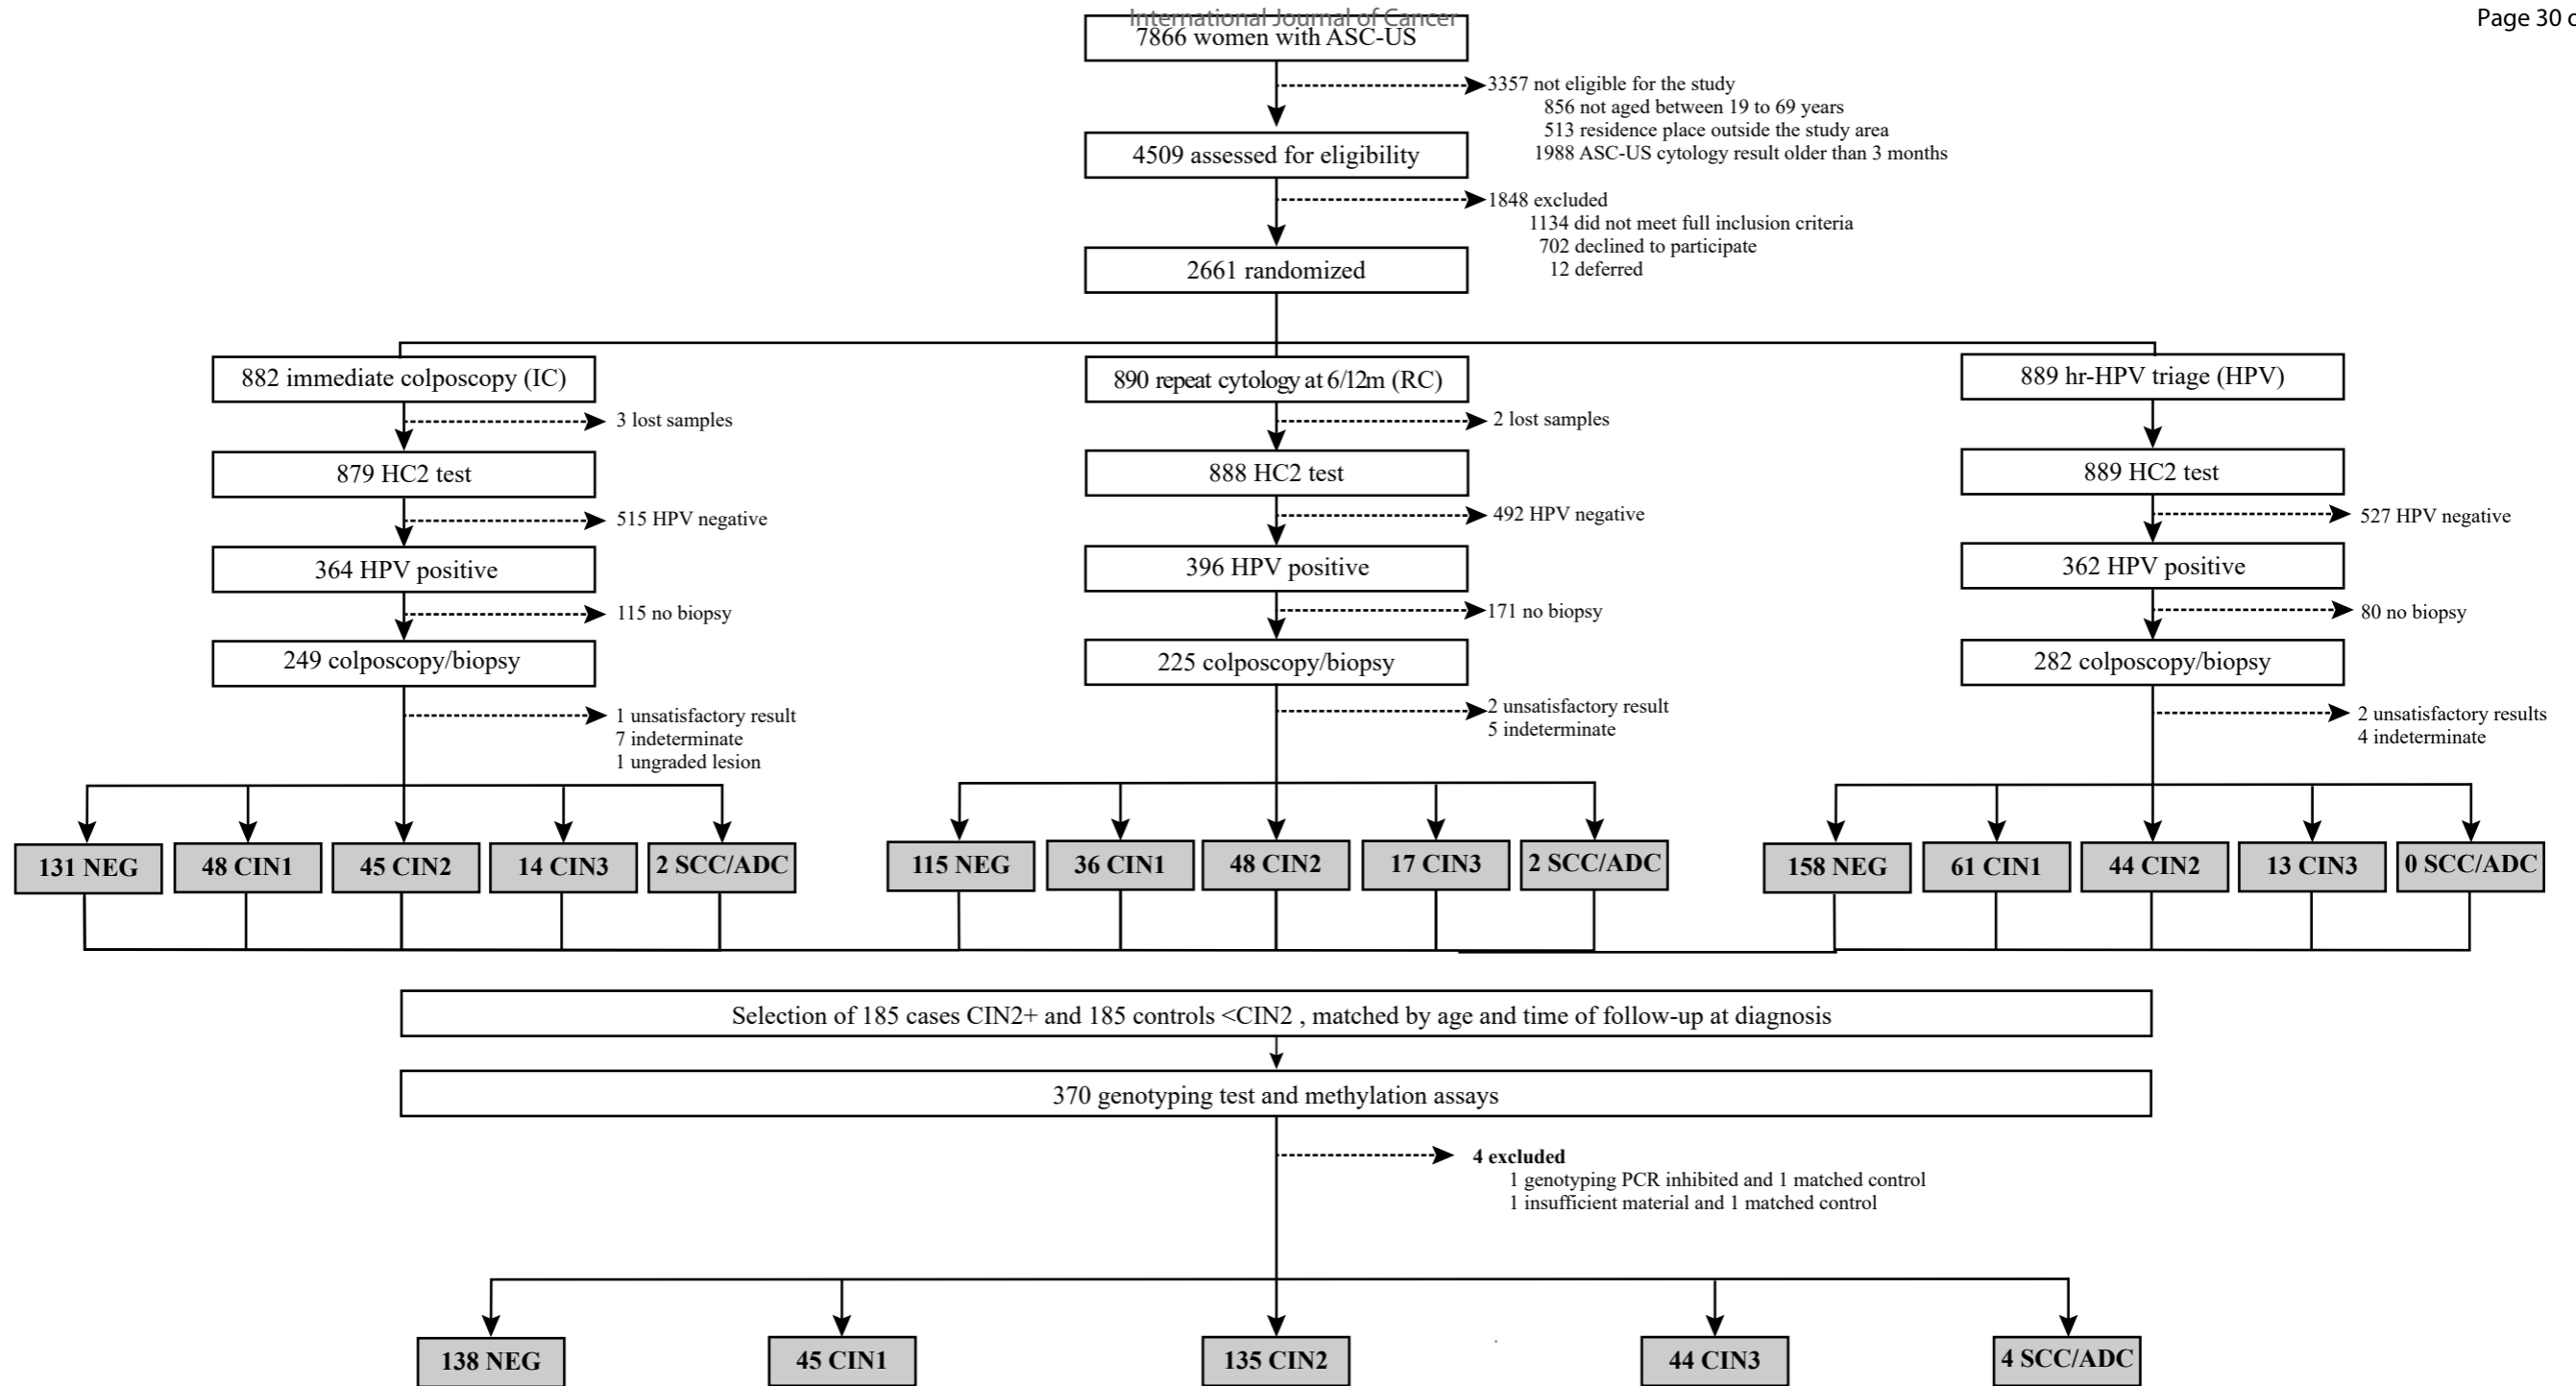 International Journal of Cancer
Page 30 o
7866 women with ASC-US
3357 not eligible for the study
856 not aged between 19 to 69 years
513 residence place outside the study area
1988 ASC-US cytology result older than 3 months
4509 assessed for eligibility
1848 excluded
1134 did not meet full inclusion criteria
702 declined to participate
12 deferred
2661 randomized
882 immediate colposcopy (IC)
890 repeat cytology at 6/12m (RC)
889 hr-HPV triage (HPV)
3 lost samples
2 lost samples
879 HC2 test
888 HC2 test
889 HC2 test
515 HPV negative
492 HPV negative
527 HPV negative
364 HPV positive
396 HPV positive
362 HPV positive
115 no biopsy
171 no biopsy
80 no biopsy
249 colposcopy/biopsy
225 colposcopy/biopsy
282 colposcopy/biopsy
1 unsatisfactory result
7 indeterminate
1 ungraded lesion
2 unsatisfactory result
5 indeterminate
2 unsatisfactory results
4 indeterminate
131 NEG
48 CIN1
45 CIN2
14 CIN3
2 SCC/ADC
115 NEG
36 CIN1
48 CIN2
17 CIN3
2 SCC/ADC
158 NEG
61 CIN1
44 CIN2
13 CIN3
0 SCC/ADC
Selection of 185 cases CIN2+ and 185 controls <CIN2 , matched by age and time of follow-up at diagnosis
370 genotyping test and methylation assays
4 excluded
1 genotyping PCR inhibited and 1 matched control
1 insufficient material and 1 matched control
138 NEG
45 CIN1
135 CIN2
44 CIN3
4 SCC/ADC